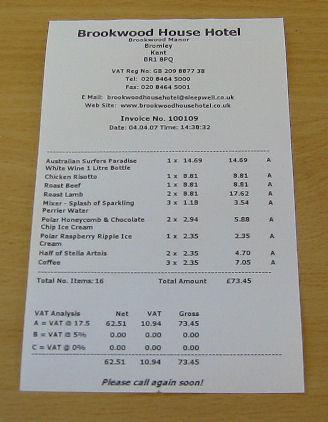 Brookwood House Hotel
Brookwood Manor
Bromley
Kent
BR1 8PQ
VAT Reg No: GB 209 8877 38
Tel: 020 8464 5000
Fax: 020 8464 5001
E Mail: brookwoodhousehotel@sleepwell.co.uk
Web Site: www.brookwoodhousehotel.co.uk
Invoice No. 100109
Date: 04.04.07 Time: 14:38:32
Australian Surfers Paradise 1 x 14.69 14.69 A
White Wine 1 Litre Bottle
Chicken Risotto 1 x 8.81 8.81 A
Roast Beef 1 x 8.81 8.81 A
Roast Lamb 2 x 8.81 17.62 A
Mixer - Splash of Sparkling 3 x 1.18 3.54 A
Perrier Water
Polar Honeycomb & Chocolate 2 x 2.94 5.88 A
Chip Ice Cream
Polar Raspberry Ripple Ice 1 x 2.35 2.35 A
Cream
Half of Stella Artois 2 x 2.35 4.70 A
Coffee 3 x 2.35 7.05 A
Total No. Items: 16 Total Amount £73.45
VAT Analysis Net VAT Gross
A = VAT @ 17.5 62.51 10.94 73.45
B = VAT @ 5% 0.00 0.00 0.00
C = VAT @ 0% 0.00 0.00 0.00
62.51 10.94 73.45
Please call again soon!